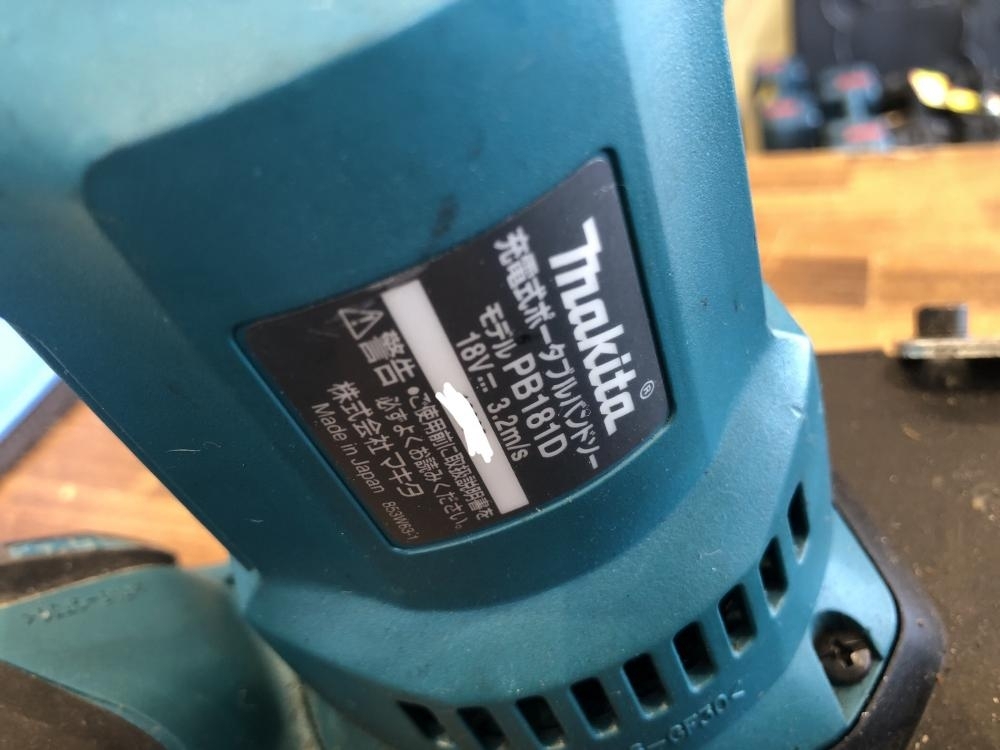 makita®
充電式ポータブルバンドソー
モデル PB181D
18V⎓ 3.2m/s
⚠警告 •ご使用前に取扱説明書を
必ずよくお読みください。
株式会社 マキタ
Made in Japan 853W63-1